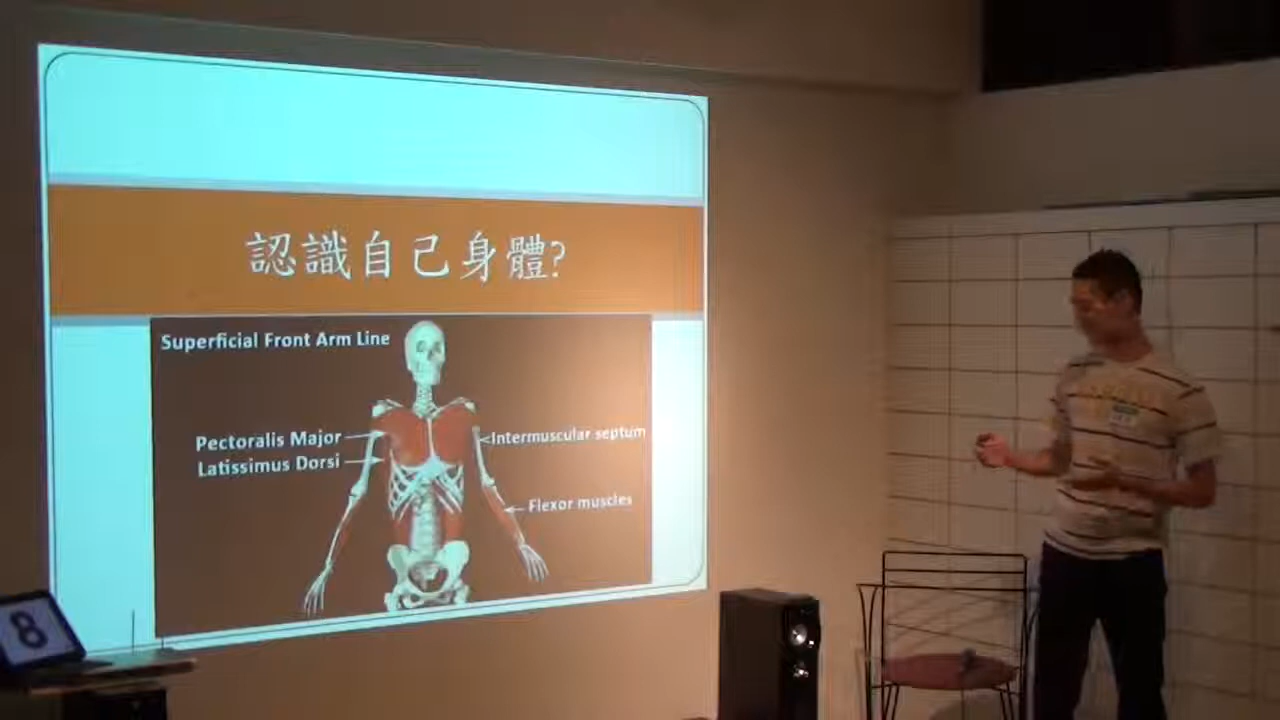 認識自己身體?
Superficial Front Arm Line
Pectoralis Major
Latissimus Dorsi
Intermuscular septum
Flexor muscles
8